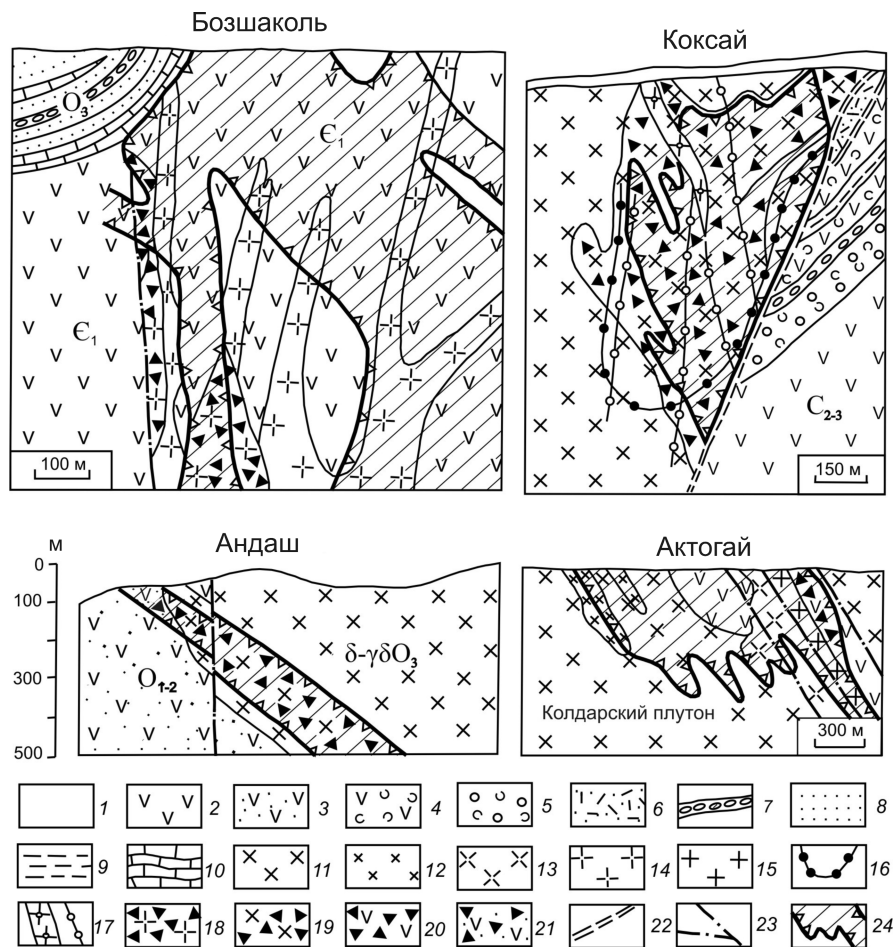 Бозшаколь
O₃
Є₁
Є₁
100 м
Коксай
C₂₋₃
150 м
Андаш
м
0
100
300
500
O₁₋₂
δ-γδO₃
Актогай
Колдарский плутон
300 м
1 2 3 4 5 6 7 8
9 10 11 12 13 14 15 16
17 18 19 20 21 22 23 24